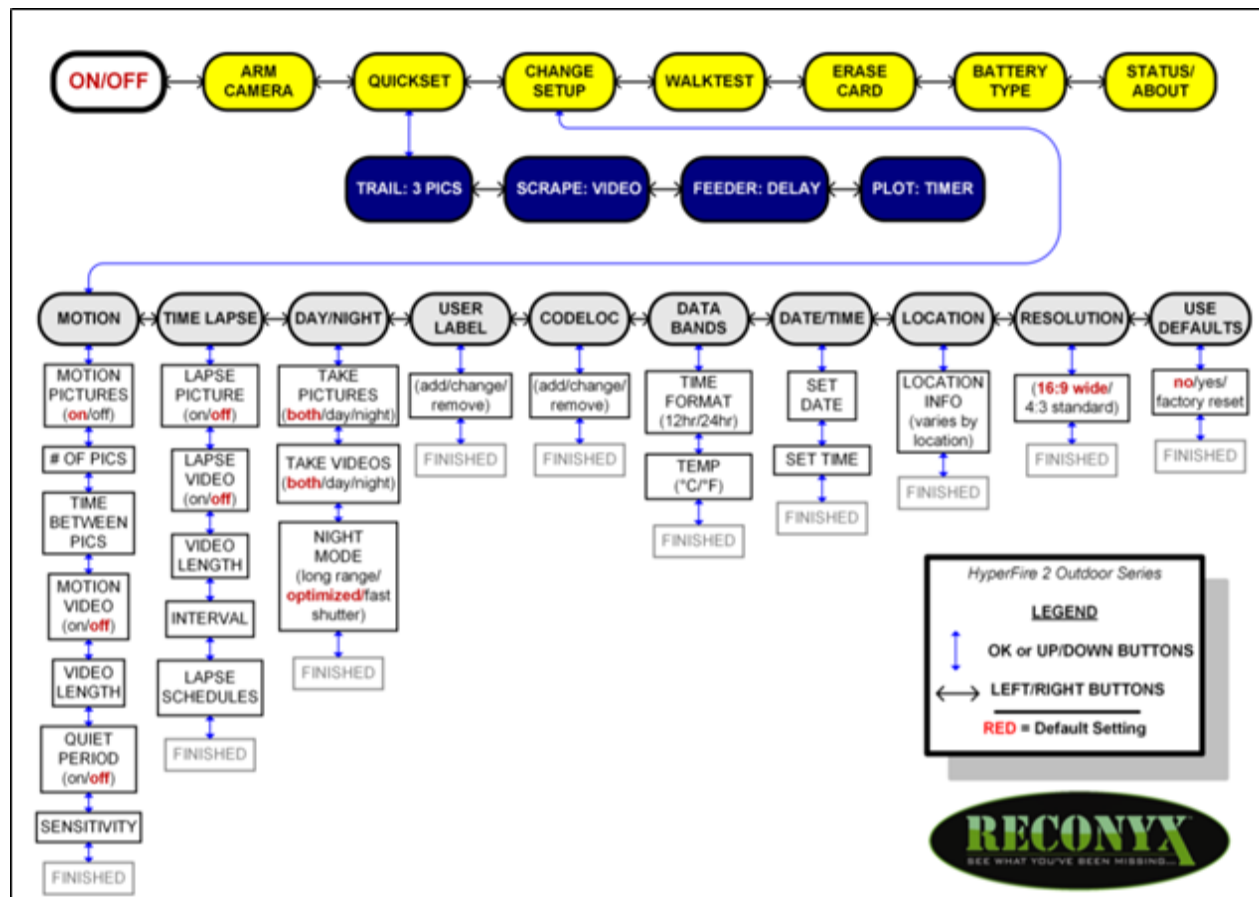 ON/OFF
ARM
CAMERA
QUICKSET
CHANGE
SETUP
WALKTEST
ERASE
CARD
BATTERY
TYPE
STATUS/
ABOUT
TRAIL: 3 PICS
SCRAPE: VIDEO
FEEDER: DELAY
PLOT: TIMER
MOTION
MOTION
PICTURES
(on/off)
# OF PICS
TIME
BETWEEN
PICS
MOTION
VIDEO
(on/off)
VIDEO
LENGTH
QUIET
PERIOD
(on/off)
SENSITIVITY
FINISHED
TIME LAPSE
LAPSE
PICTURE
(on/off)
LAPSE
VIDEO
(on/off)
VIDEO
LENGTH
INTERVAL
LAPSE
SCHEDULES
FINISHED
DAY/NIGHT
TAKE
PICTURES
(both/day/night)
TAKE VIDEOS
(both/day/night)
NIGHT
MODE
(long range/
optimized/fast
shutter)
FINISHED
USER
LABEL
(add/change/
remove)
FINISHED
CODELOC
(add/change/
remove)
FINISHED
DATA
BANDS
TIME
FORMAT
(12hr/24hr)
TEMP
(°C/°F)
FINISHED
DATE/TIME
SET
DATE
SET TIME
FINISHED
LOCATION
LOCATION
INFO
(varies by
location)
FINISHED
RESOLUTION
(16:9 wide/
4:3 standard)
FINISHED
USE
DEFAULTS
no/yes/
factory reset
FINISHED
HyperFire 2 Outdoor Series
LEGEND
OK or UP/DOWN BUTTONS
LEFT/RIGHT BUTTONS
RED = Default Setting
RECONYX
SEE WHAT YOU'VE BEEN MISSING...